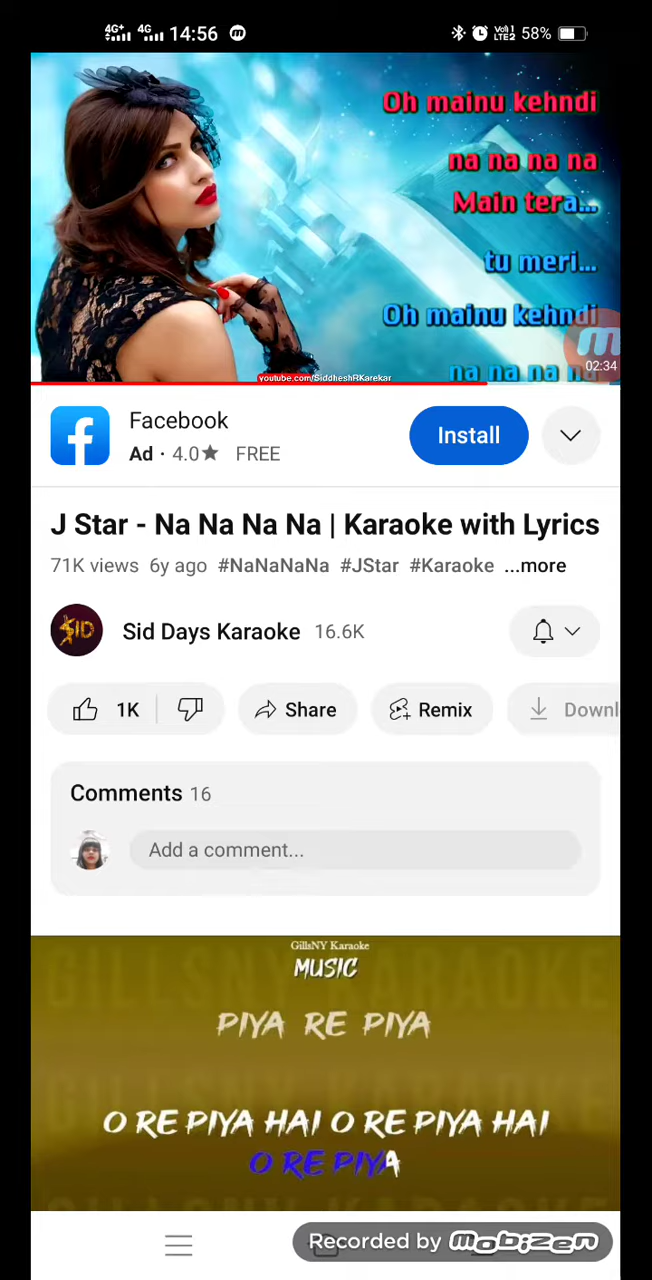 4G+ 4G 14:56 VoLTE2 58%
Oh mainu kehndi
na na na na
Main tera...
tu meri...
Oh mainu kehndi
na na na na
02:34
youtube.com/SiddheshRKarekar
Facebook
Ad · 4.0★ FREE
Install
J Star - Na Na Na Na | Karaoke with Lyrics
71K views 6y ago #NaNaNaNa #JStar #Karaoke ...more
SID
Sid Days Karaoke 16.6K
1K Share Remix Downl
Comments 16
Add a comment...
GillsNY Karaoke
MUSIC
PIYA RE PIYA
O RE PIYA HAI O RE PIYA HAI
O RE PIYA
Recorded by mobizen